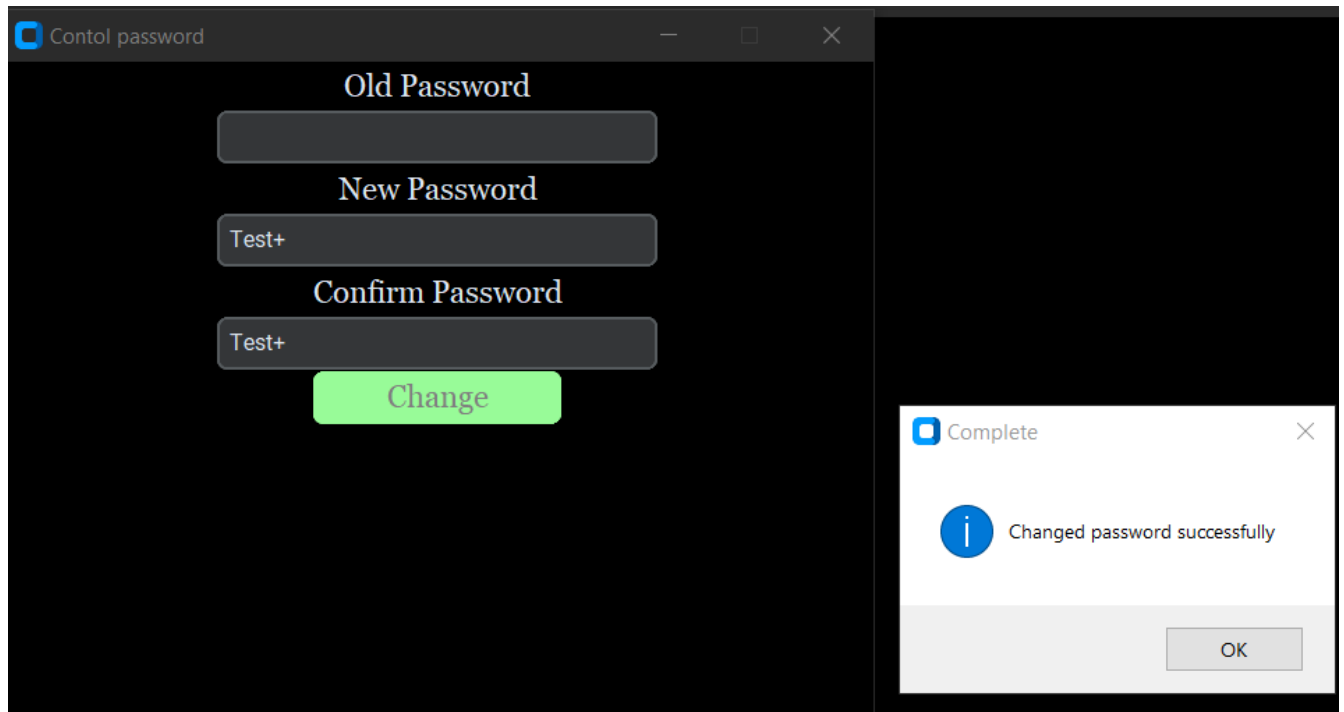 Contol password
Old Password
New Password
Test+
Confirm Password
Test+
Change
Complete
Changed password successfully
OK